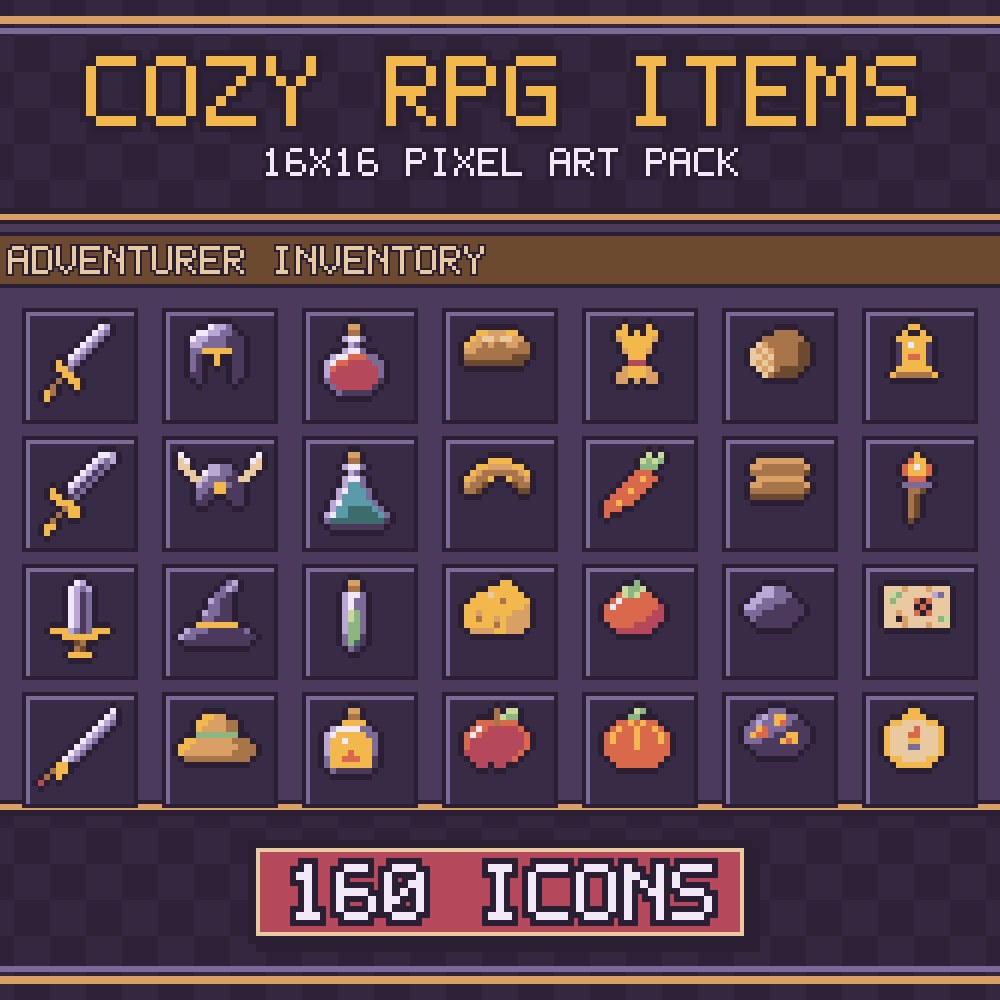 COZY RPG ITEMS
16X16 PIXEL ART PACK
ADVENTURER INVENTORY
160 ICONS